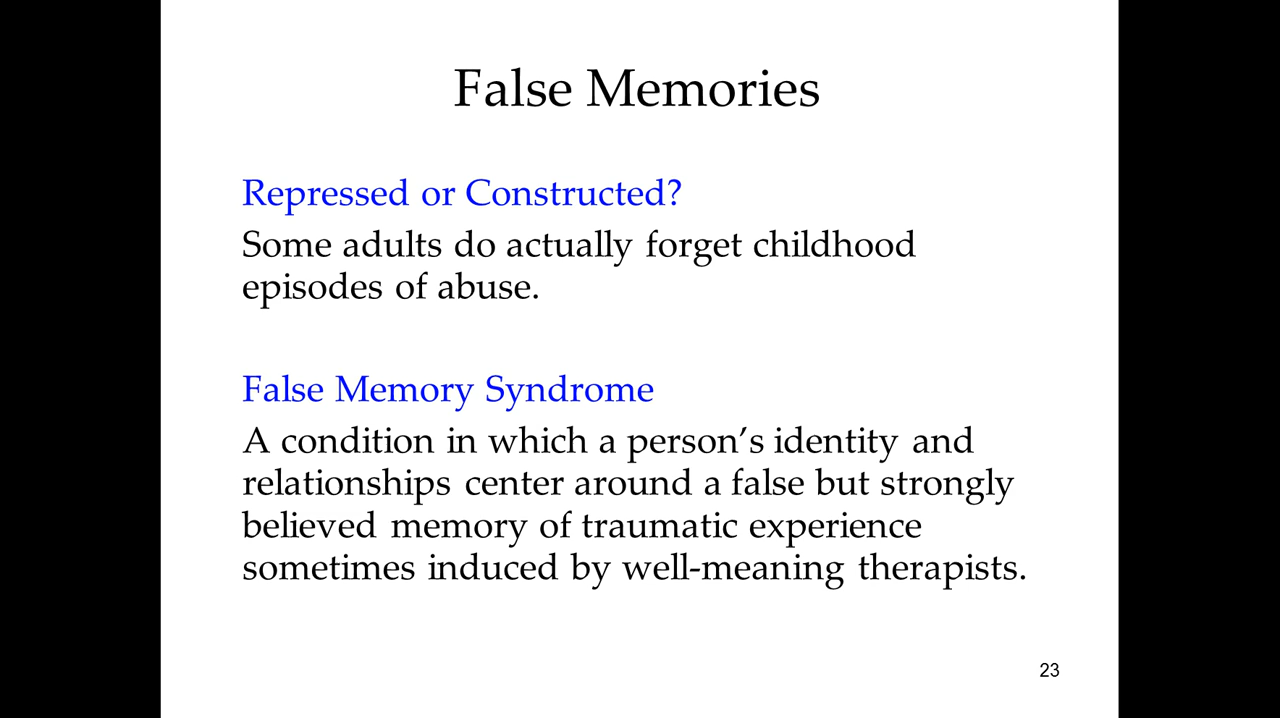 False Memories
Repressed or Constructed?
Some adults do actually forget childhood
episodes of abuse.
False Memory Syndrome
A condition in which a person’s identity and
relationships center around a false but strongly
believed memory of traumatic experience
sometimes induced by well-meaning therapists.
23